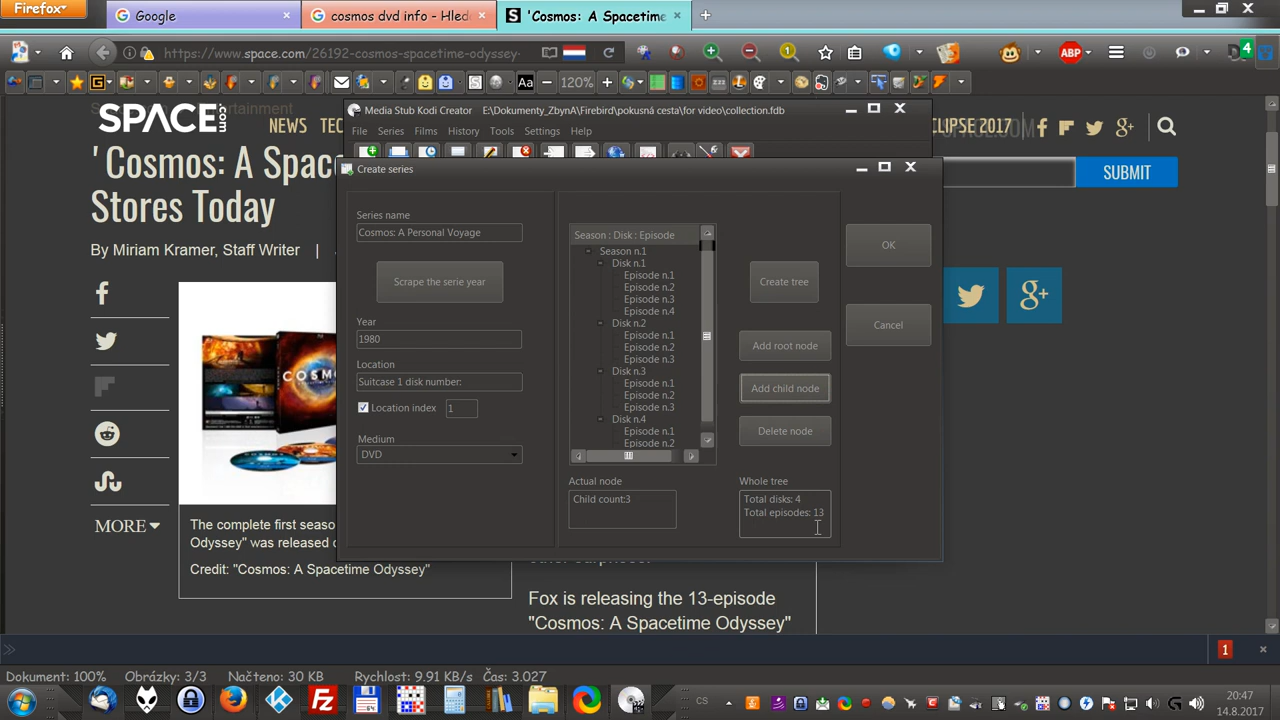 Firefox
Google
cosmos dvd info - Hled
'Cosmos: A Spacetime
https://www.space.com/26192-cosmos-spacetime-odyssey-
ABP
4
120%
Aa
SPACE.com
NEWS
TEC
ECLIPSE 2017
SUBMIT
'Cosmos: A Spa
Stores Today
By Miriam Kramer, Staff Writer
MORE
COSMOS
The complete first seaso
Odyssey" was released o
Credit: "Cosmos: A Spacetime Odyssey"
Fox is releasing the 13-episode
"Cosmos: A Spacetime Odyssey"
Media Stub Kodi Creator E:\Dokumenty_ZbynA\Firebird\pokusná cesta\for video\collection.fdb
File Series Films History Tools Settings Help
Create series
Series name
Cosmos: A Personal Voyage
Scrape the serie year
Year
1980
Location
Suitcase 1 disk number:
Location index 1
Medium
DVD
Season : Disk : Episode
Season n.1
Disk n.1
Episode n.1
Episode n.2
Episode n.3
Episode n.4
Disk n.2
Episode n.1
Episode n.2
Episode n.3
Disk n.3
Episode n.1
Episode n.2
Episode n.3
Disk n.4
Episode n.1
Episode n.2
Actual node
Child count:3
Create tree
Add root node
Add child node
Delete node
Whole tree
Total disks: 4
Total episodes: 13
OK
Cancel
1
Dokument: 100% Obrázky: 3/3 Načteno: 30 KB Rychlost: 9.91 KB/s Čas: 3.027
CS
20:47
14.8.2017